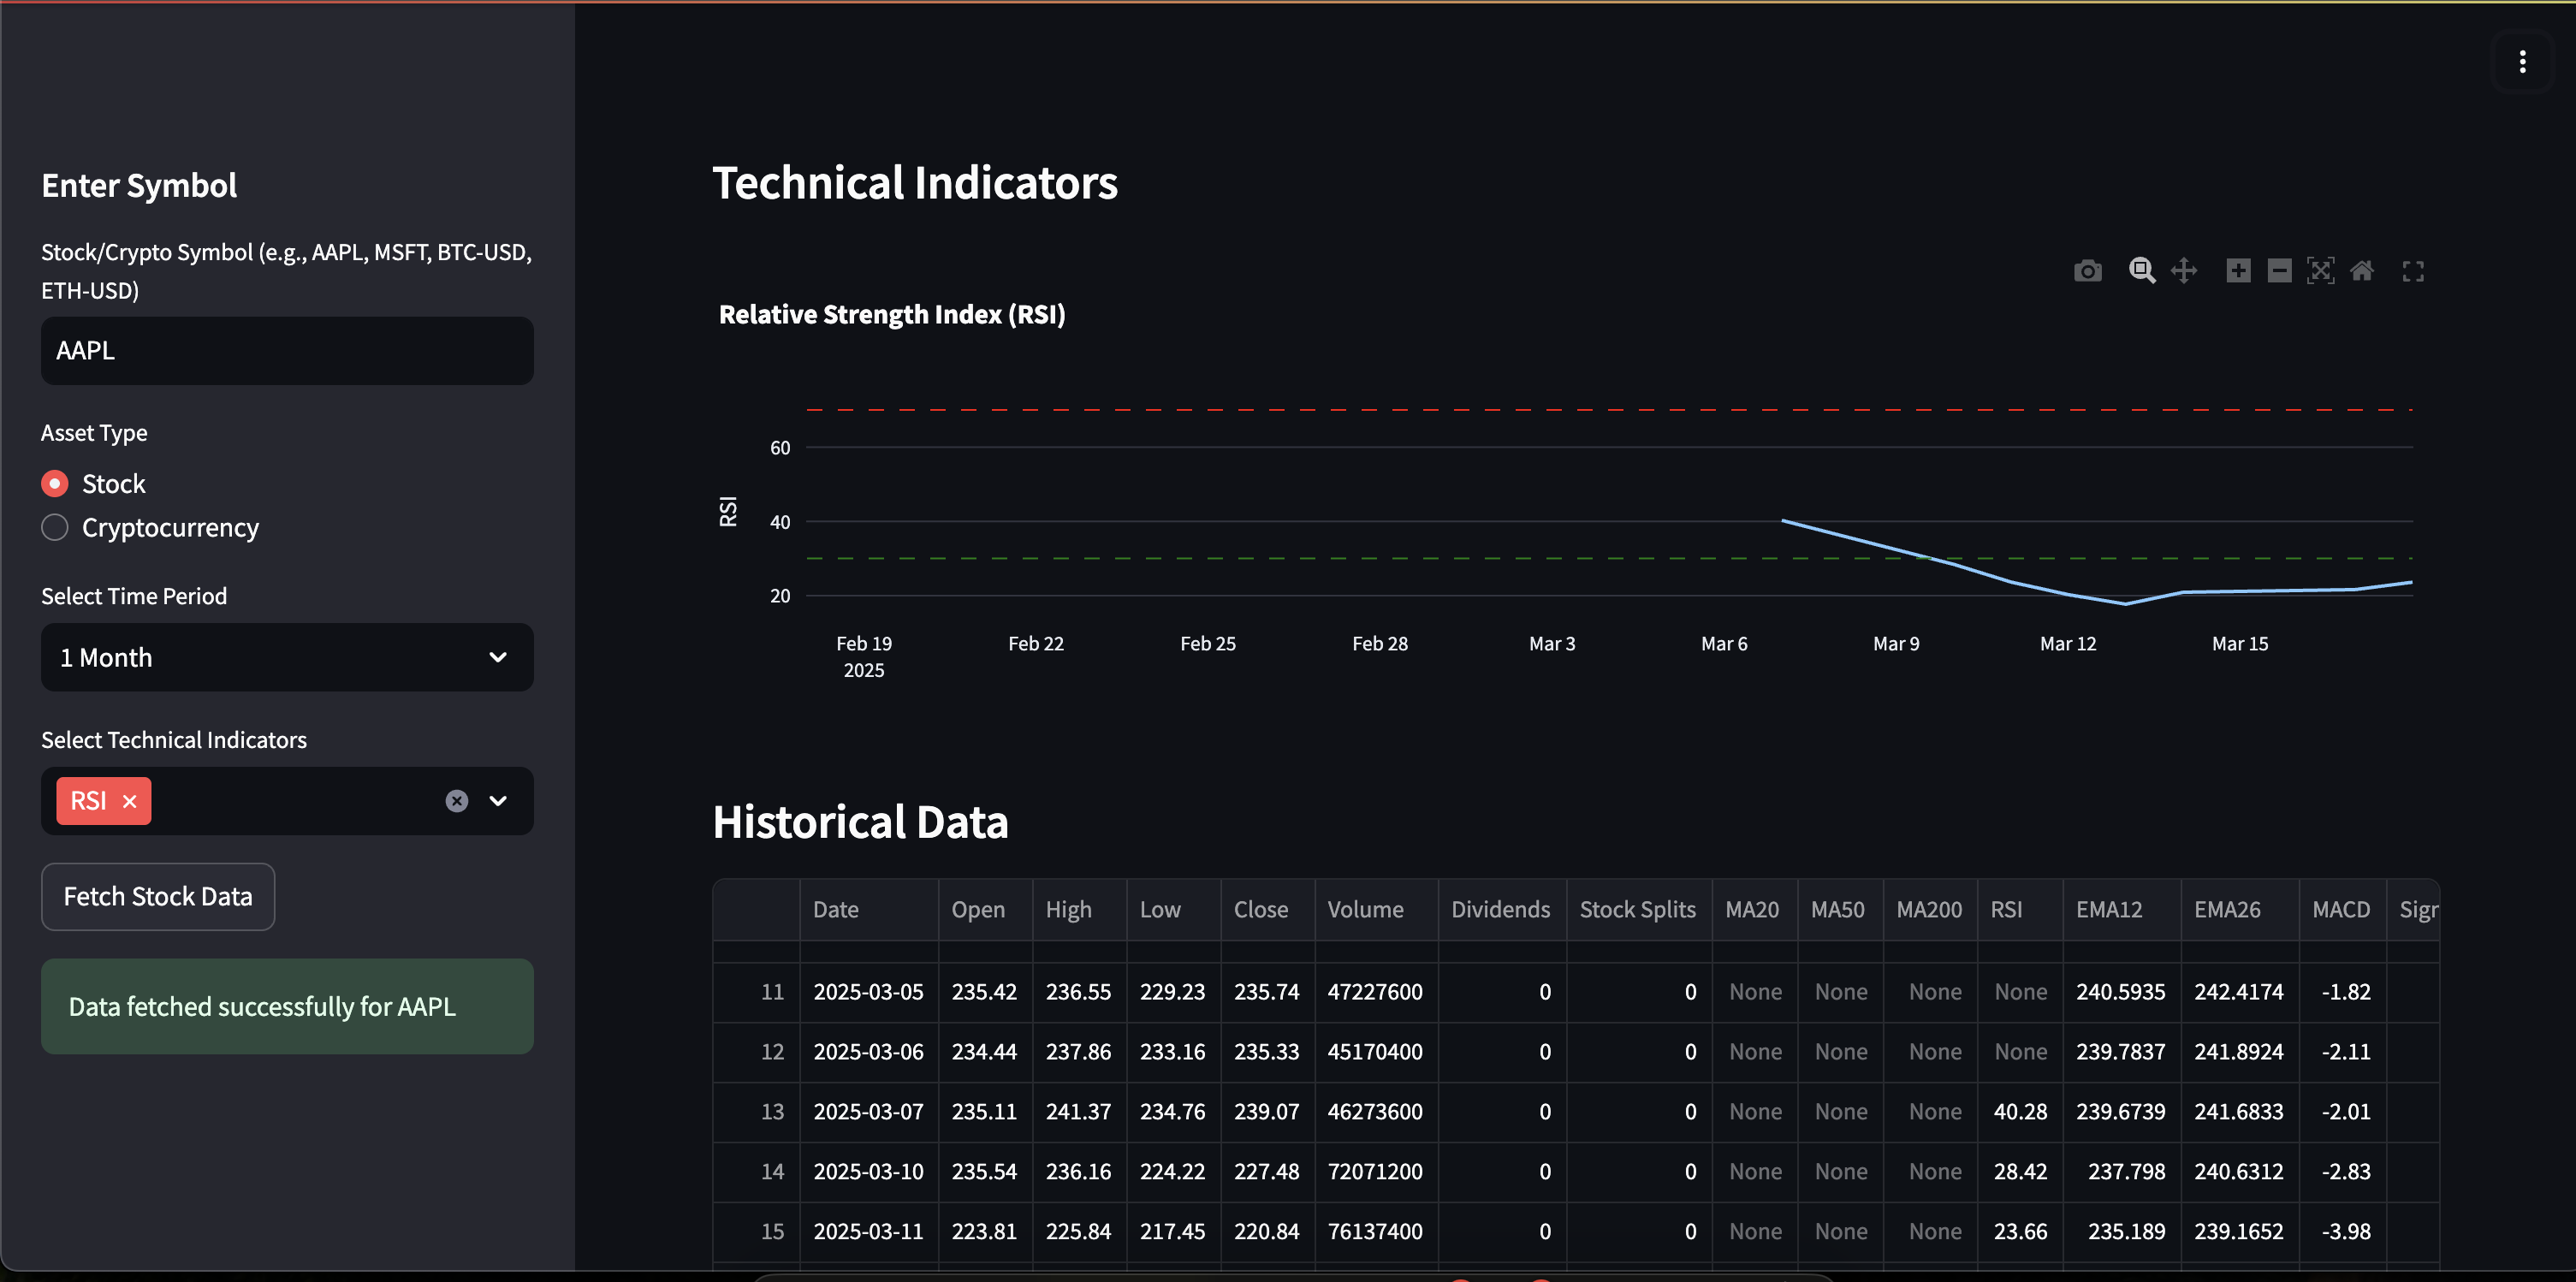 Enter Symbol
Stock/Crypto Symbol (e.g., AAPL, MSFT, BTC-USD,
ETH-USD)
AAPL
Asset Type
Stock
Cryptocurrency
Select Time Period
1 Month
Select Technical Indicators
RSI
Fetch Stock Data
Data fetched successfully for AAPL
Technical Indicators
Relative Strength Index (RSI)
60
40
20
RSI
Feb 19 Feb 22 Feb 25 Feb 28 Mar 3 Mar 6 Mar 9 Mar 12 Mar 15
2025
Historical Data
Date Open High Low Close Volume Dividends Stock Splits MA20 MA50 MA200 RSI EMA12 EMA26 MACD
11 2025-03-05 235.42 236.55 229.23 235.74 47227600 0 0 None None None None 240.5935 242.4174 -1.82
12 2025-03-06 234.44 237.86 233.16 235.33 45170400 0 0 None None None None 239.7837 241.8924 -2.11
13 2025-03-07 235.11 241.37 234.76 239.07 46273600 0 0 None None None 40.28 239.6739 241.6833 -2.01
14 2025-03-10 235.54 236.16 224.22 227.48 72071200 0 0 None None None 28.42 237.798 240.6312 -2.83
15 2025-03-11 223.81 225.84 217.45 220.84 76137400 0 0 None None None 23.66 235.189 239.1652 -3.98